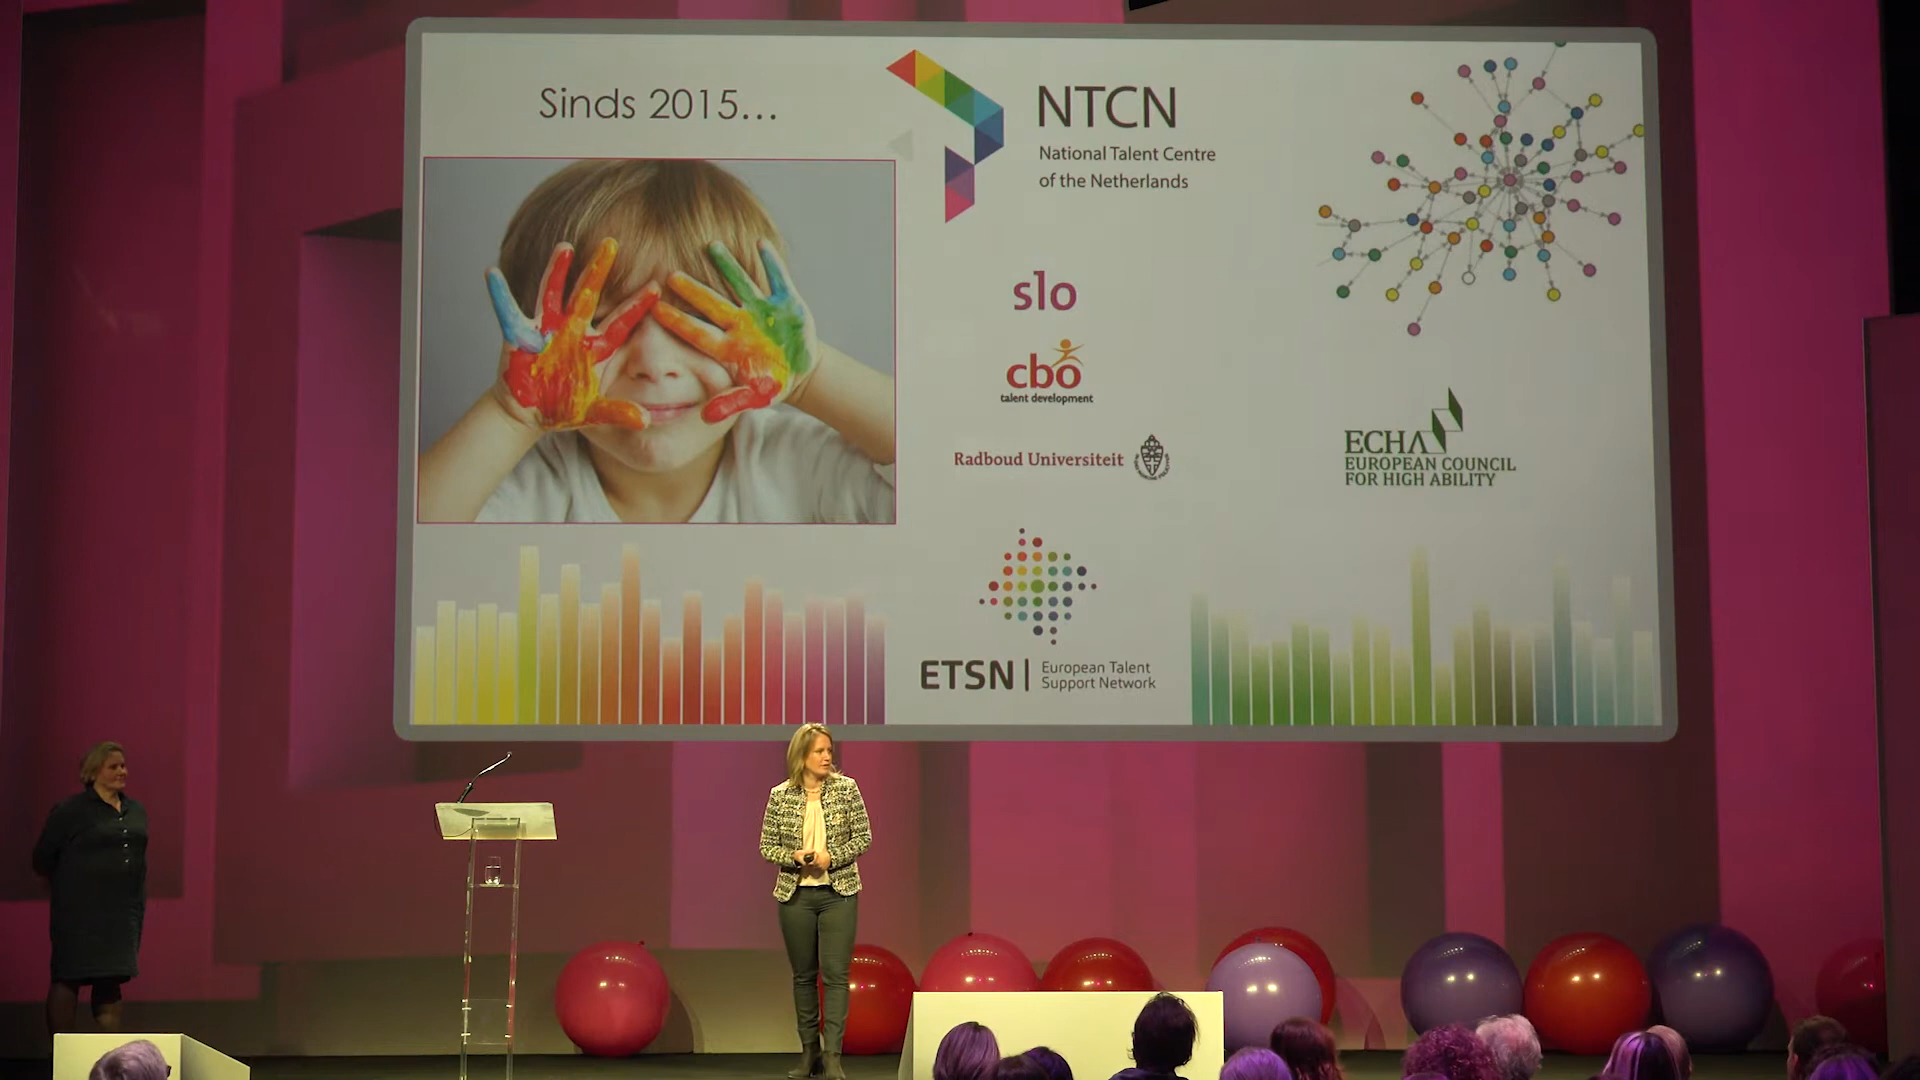 Sinds 2015...
NTCN
National Talent Centre
of the Netherlands
slo
cbo
talent development
Radboud Universiteit
ECHA
EUROPEAN COUNCIL
FOR HIGH ABILITY
ETSN
European Talent
Support Network